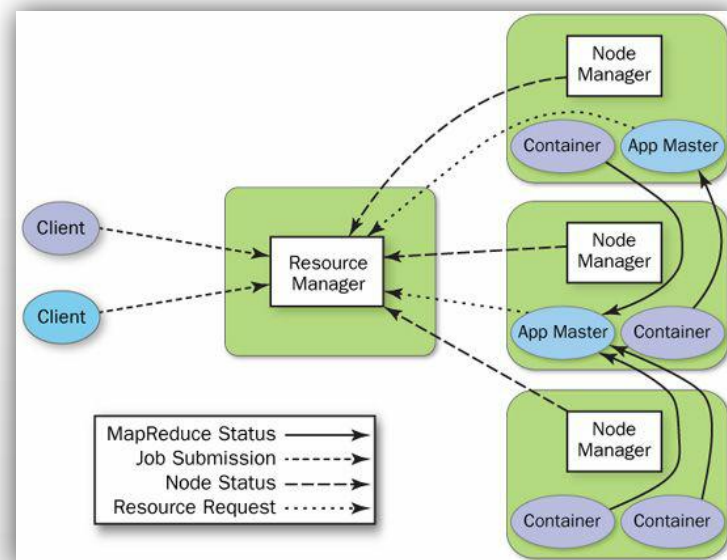 Node
Manager
Container
App Master
Client
Resource
Manager
Node
Manager
Client
App Master
Container
MapReduce Status
Job Submission
Node Status
Resource Request
Node
Manager
Container
Container